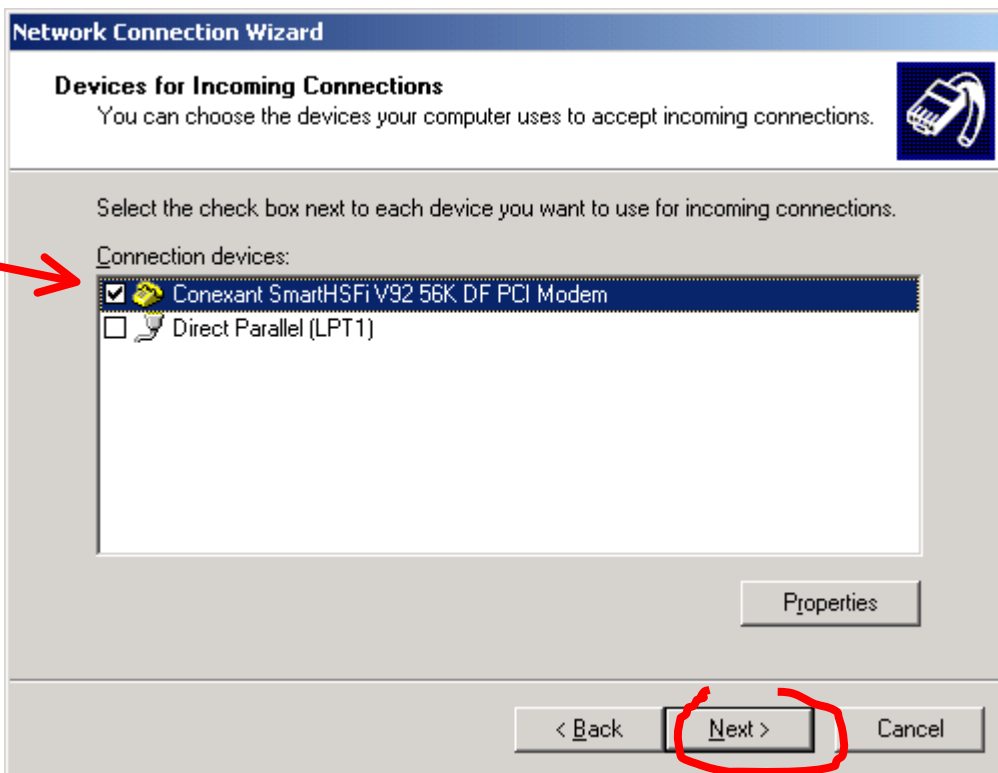 Network Connection Wizard
Devices for Incoming Connections
You can choose the devices your computer uses to accept incoming connections.
Select the check box next to each device you want to use for incoming connections.
Connection devices:
Conexant SmartHSFi V92 56K DF PCI Modem
Direct Parallel (LPT1)
Properties
< Back Next > Cancel